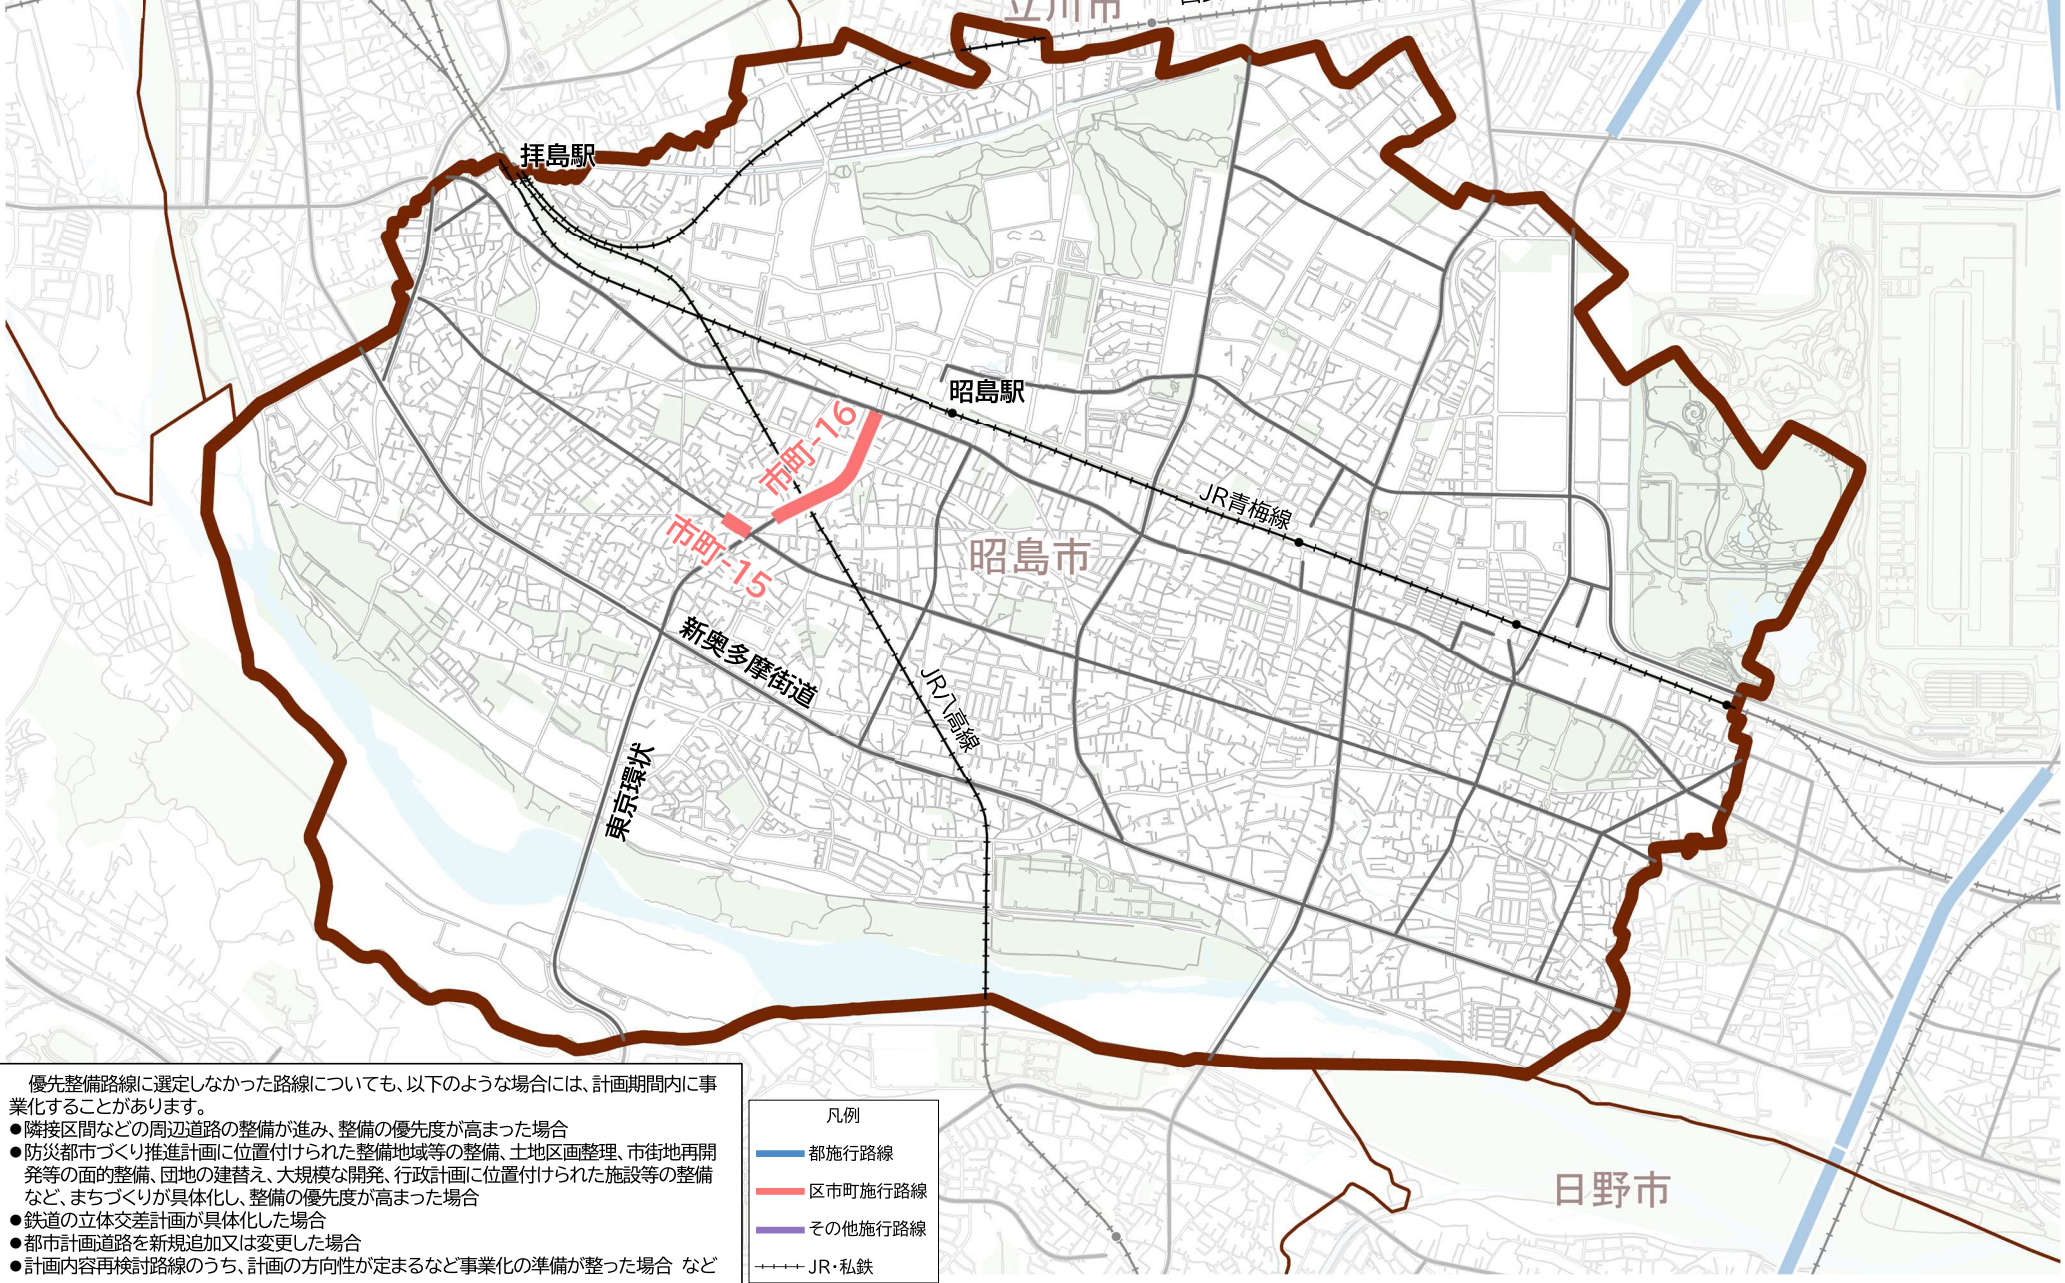 立川市
拝島駅
昭島駅
市町-16
JR青梅線
市町-15
昭島市
新奥多摩街道
JR八高線
東京環状
日野市
優先整備路線に選定しなかった路線についても、以下のような場合には、計画期間内に事
業化することがあります。
●隣接区間などの周辺道路の整備が進み、整備の優先度が高まった場合
●防災都市づくり推進計画に位置付けられた整備地域等の整備、土地区画整理、市街地再開
発等の面的整備、団地の建替え、大規模な開発、行政計画に位置付けられた施設等の整備
など、まちづくりが具体化し、整備の優先度が高まった場合
●鉄道の立体交差計画が具体化した場合
●都市計画道路を新規追加又は変更した場合
●計画内容再検討路線のうち、計画の方向性が定まるなど事業化の準備が整った場合 など
凡例
都施行路線
区市町施行路線
その他施行路線
JR・私鉄